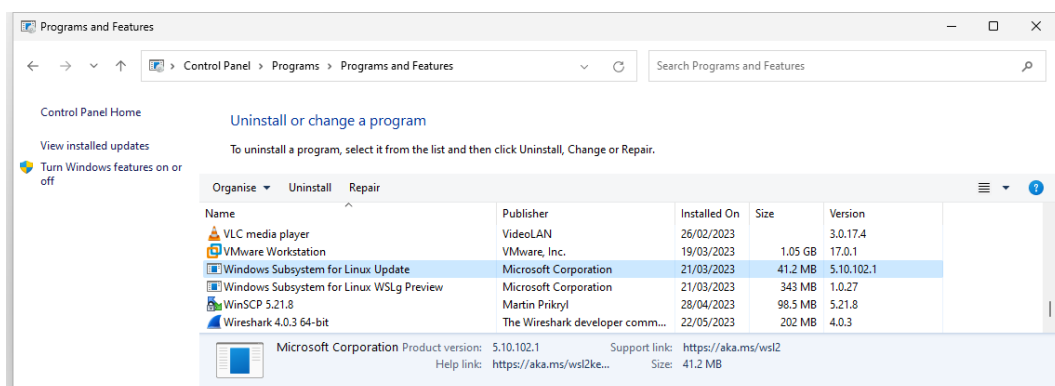 Programs and Features
Control Panel > Programs > Programs and Features
Search Programs and Features
Control Panel Home
View installed updates
Turn Windows features on or
off
Uninstall or change a program
To uninstall a program, select it from the list and then click Uninstall, Change or Repair.
Organise Uninstall Repair
Name Publisher Installed On Size Version
VLC media player VideoLAN 26/02/2023 3.0.17.4
VMware Workstation VMware, Inc. 19/03/2023 1.05 GB 17.0.1
Windows Subsystem for Linux Update Microsoft Corporation 21/03/2023 41.2 MB 5.10.102.1
Windows Subsystem for Linux WSLg Preview Microsoft Corporation 21/03/2023 343 MB 1.0.27
WinSCP 5.21.8 Martin Prikryl 28/04/2023 98.5 MB 5.21.8
Wireshark 4.0.3 64-bit The Wireshark developer comm... 22/05/2023 202 MB 4.0.3
Microsoft Corporation Product version: 5.10.102.1 Support link: https://aka.ms/wsl2
Help link: https://aka.ms/wsl2ke... Size: 41.2 MB